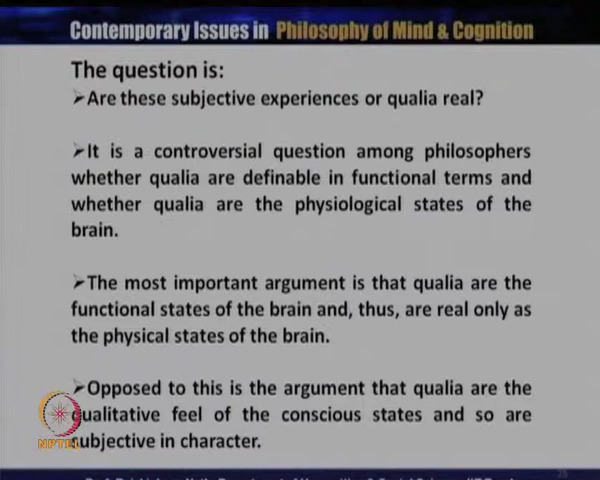 Contemporary Issues in Philosophy of Mind & Cognition
The question is:
➢Are these subjective experiences or qualia real?
➢It is a controversial question among philosophers
whether qualia are definable in functional terms and
whether qualia are the physiological states of the
brain.
➢The most important argument is that qualia are the
functional states of the brain and, thus, are real only as
the physical states of the brain.
➢Opposed to this is the argument that qualia are the
qualitative feel of the conscious states and so are
subjective in character.
NPTEL